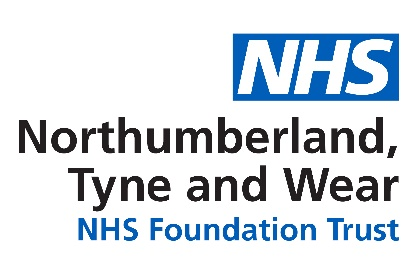 NHS
Northumberland,
Tyne and Wear
NHS Foundation Trust